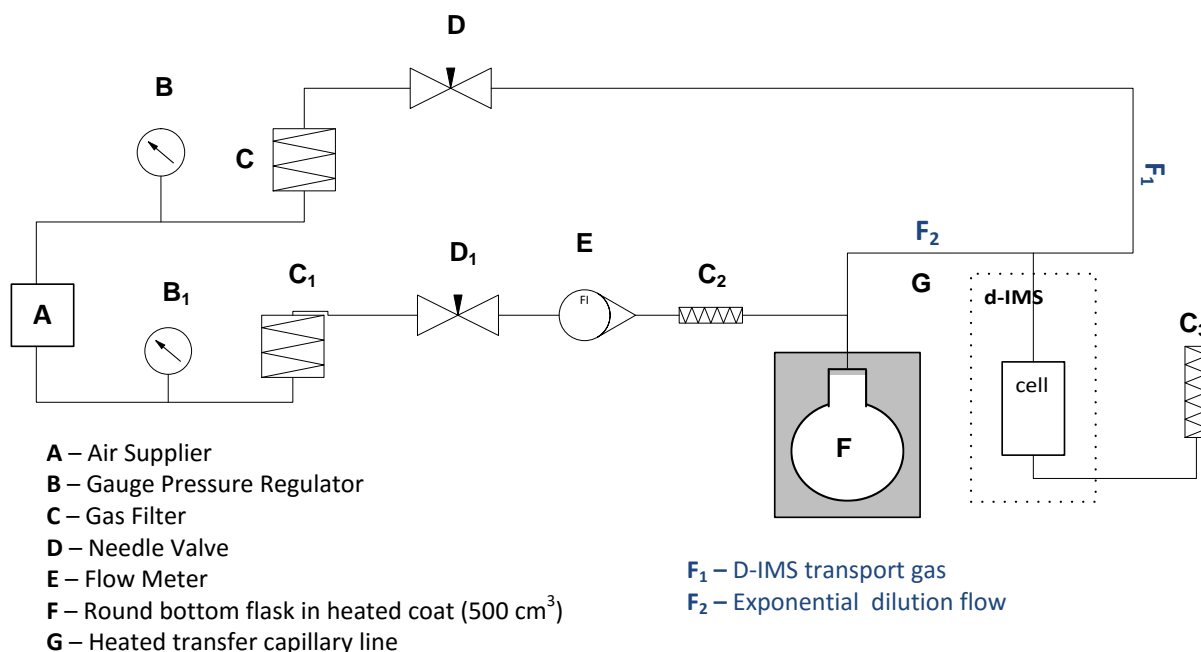 D
B
C
F₁
F₂
E
D₁
C₁
C₂
G
B₁
d-IMS
A
FI
C₃
cell
F
A – Air Supplier
B – Gauge Pressure Regulator
C – Gas Filter
D – Needle Valve
E – Flow Meter
F – Round bottom flask in heated coat (500 cm³)
G – Heated transfer capillary line
F₁ – D-IMS transport gas
F₂ – Exponential dilution flow